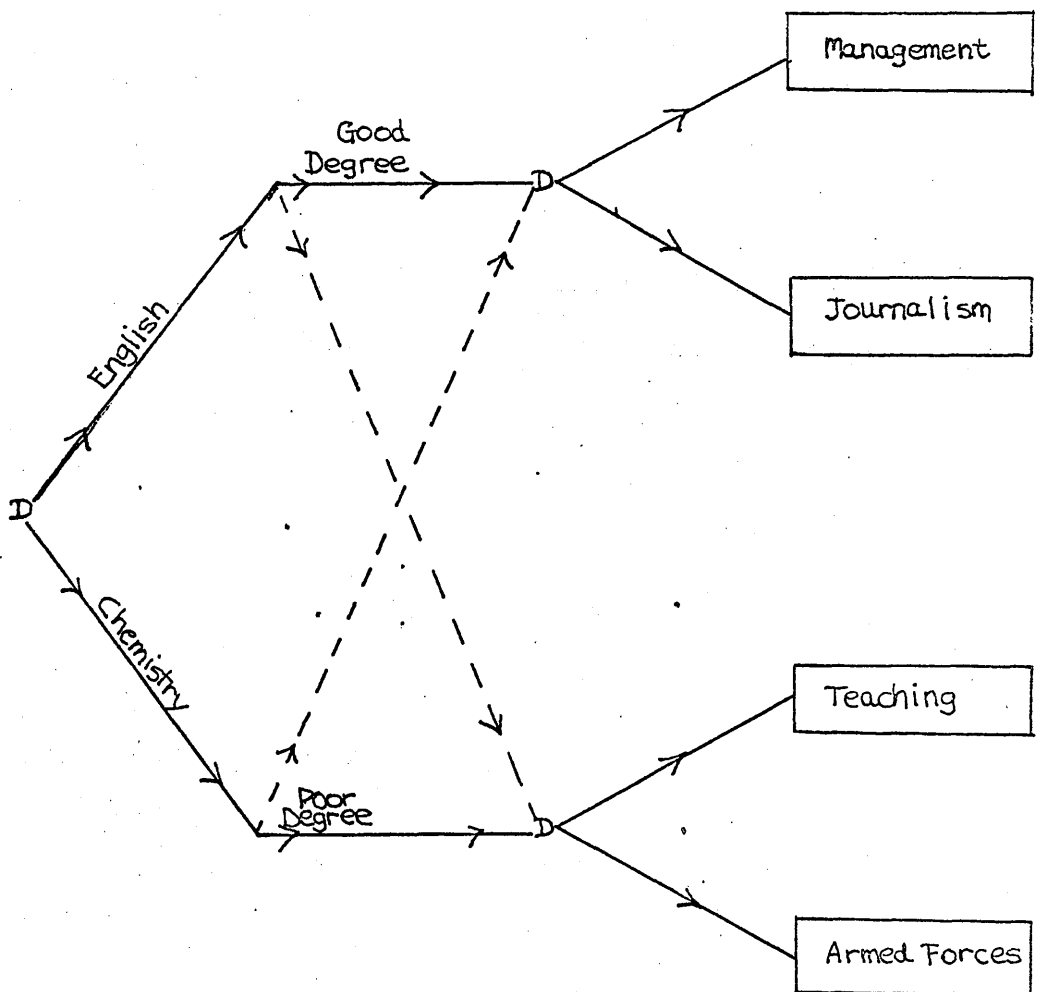 Management
Good
Degree
D
Journalism
English
D
Chemistry
Teaching
Poor
Degree
D
Armed Forces